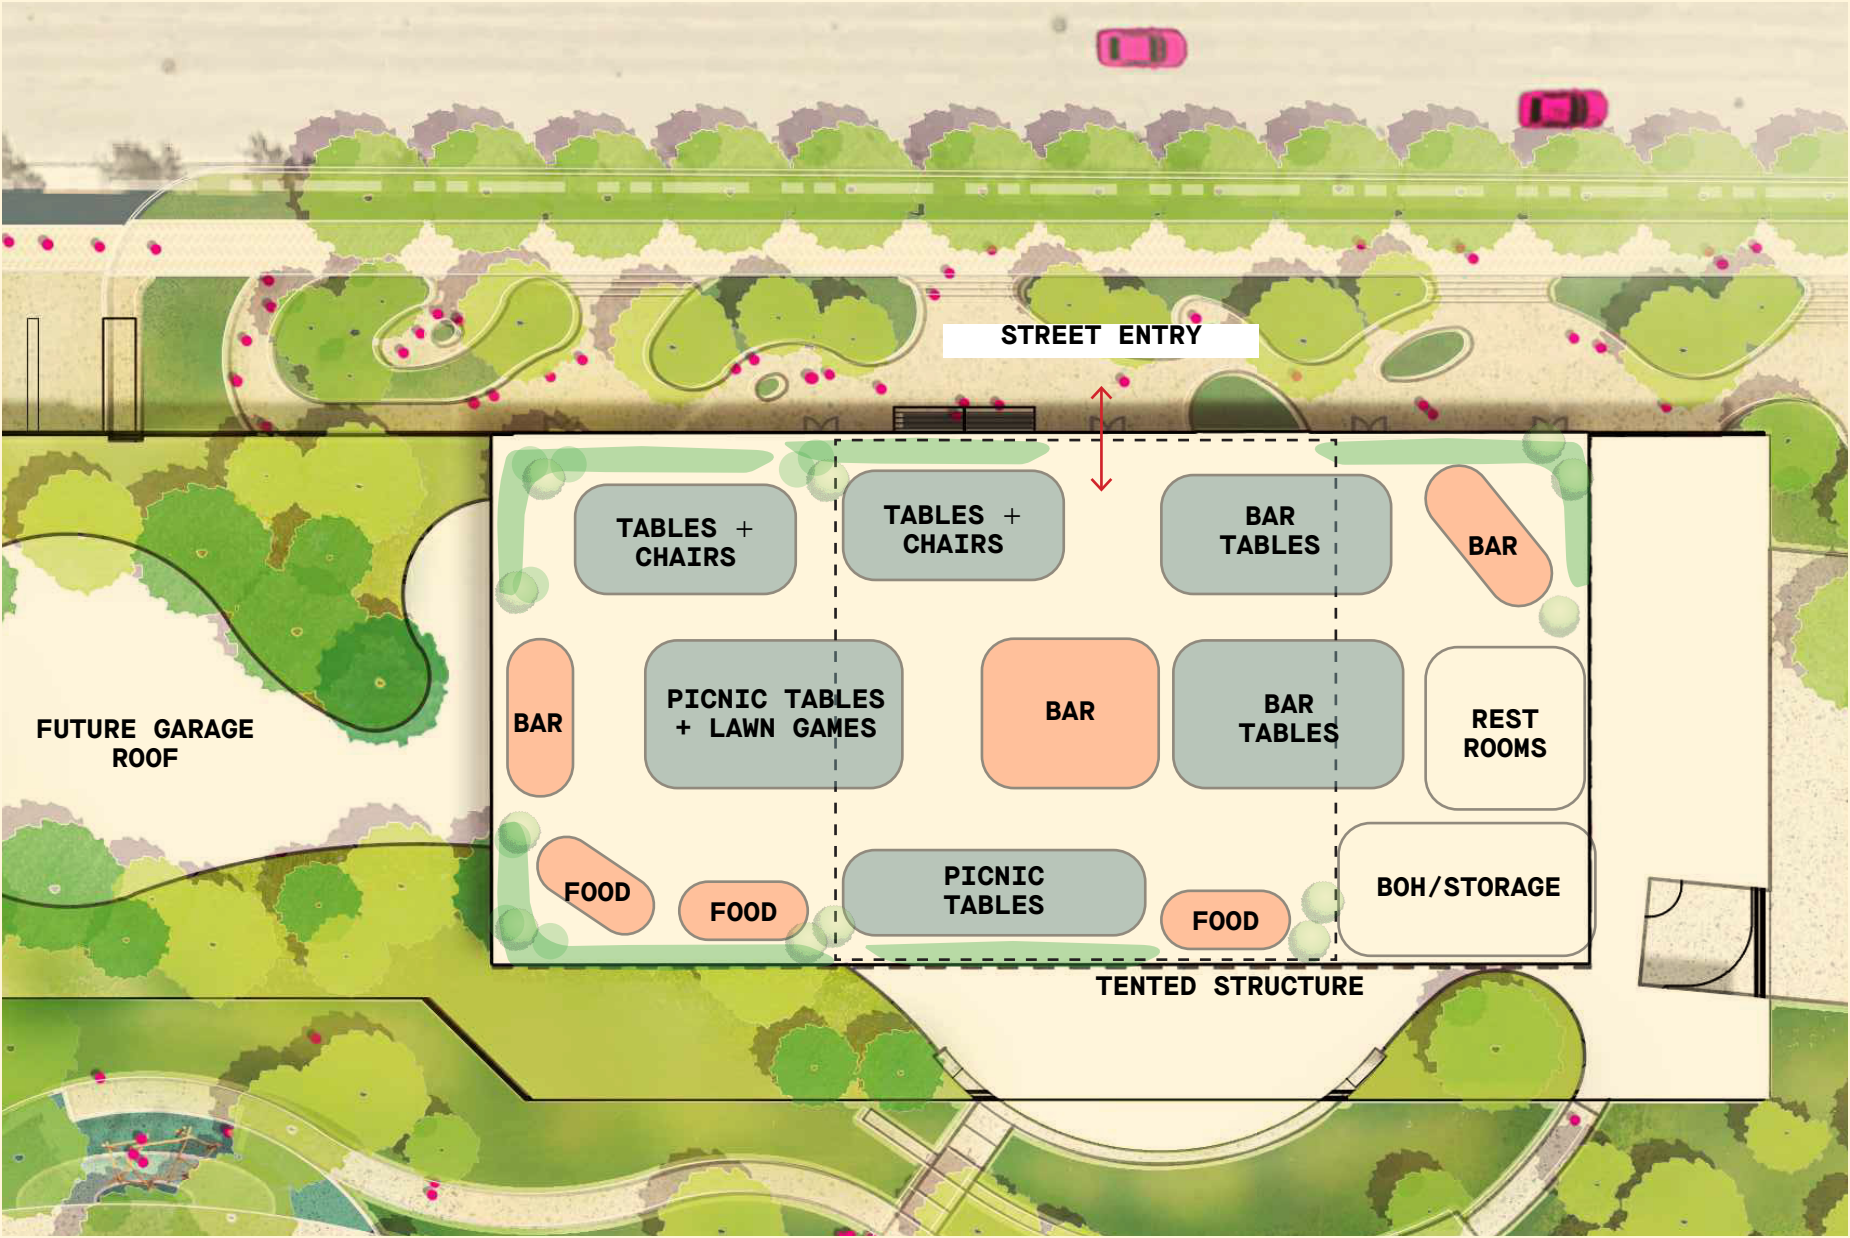 STREET ENTRY
TABLES +
CHAIRS
TABLES +
CHAIRS
BAR
TABLES
BAR
BAR
PICNIC TABLES
+ LAWN GAMES
BAR
BAR
TABLES
REST
ROOMS
FUTURE GARAGE
ROOF
FOOD
FOOD
PICNIC
TABLES
FOOD
BOH/STORAGE
TENTED STRUCTURE